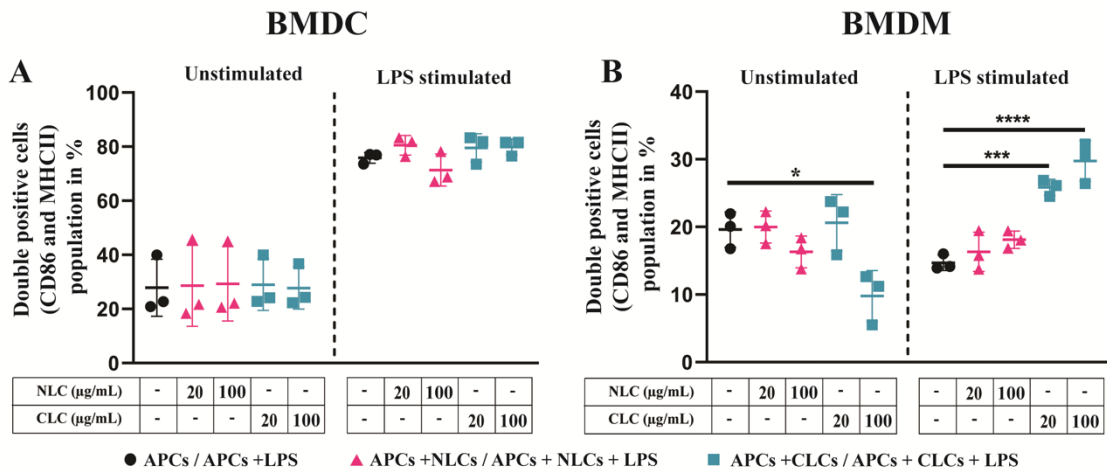 BMDC
BMDM
A
Unstimulated
LPS stimulated
Double positive cells
(CD86 and MHCII)
population in %
100
80
60
40
20
0
NLC (µg/mL) - 20 100 - - - 20 100 - -
CLC (µg/mL) - - - 20 100 - - - 20 100
B
Unstimulated
LPS stimulated
Double positive cells
(CD86 and MHCII)
population in %
40
30
20
10
0
*
***
****
NLC (µg/mL) - 20 100 - - - 20 100 - -
CLC (µg/mL) - - - 20 100 - - - 20 100
APCs / APCs +LPS
APCs +NLCs / APCs + NLCs + LPS
APCs +CLCs / APCs + CLCs + LPS